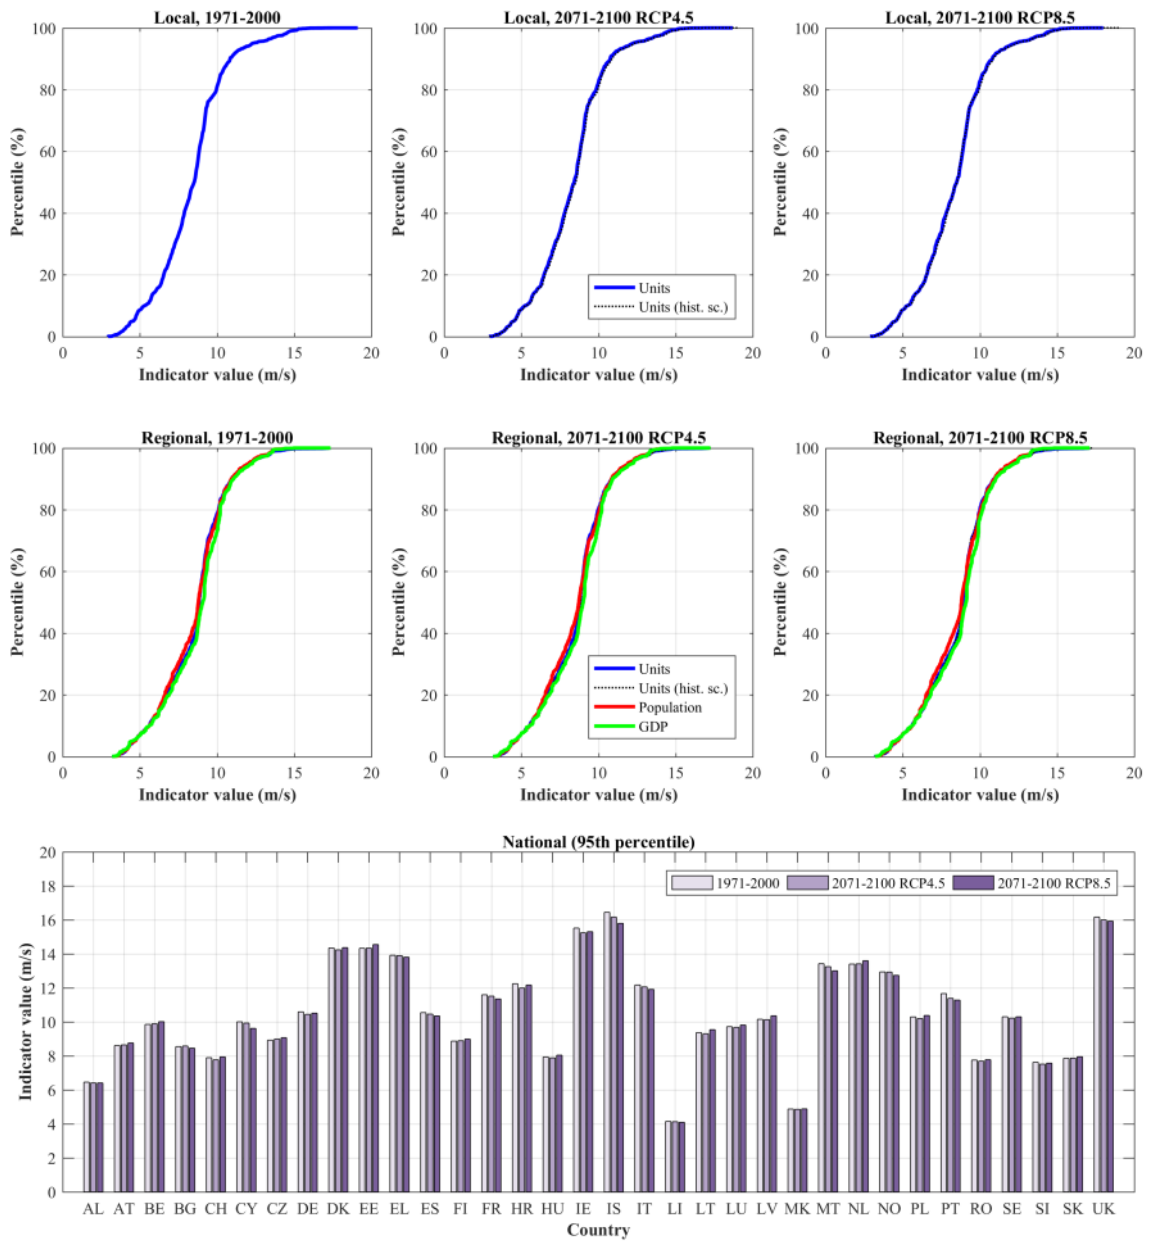 Local, 1971-2000
Local, 2071-2100 RCP4.5
Local, 2071-2100 RCP8.5
100
80
60
40
20
0
Percentile (%)
0 5 10 15 20
Indicator value (m/s)
100
80
60
40
20
0
Percentile (%)
0 5 10 15 20
Indicator value (m/s)
Units
Units (hist. sc.)
100
80
60
40
20
0
Percentile (%)
0 5 10 15 20
Indicator value (m/s)
Regional, 1971-2000
Regional, 2071-2100 RCP4.5
Regional, 2071-2100 RCP8.5
100
80
60
40
20
0
Percentile (%)
0 5 10 15 20
Indicator value (m/s)
100
80
60
40
20
0
Percentile (%)
0 5 10 15 20
Indicator value (m/s)
Units
Units (hist. sc.)
Population
GDP
100
80
60
40
20
0
Percentile (%)
0 5 10 15 20
Indicator value (m/s)
National (95th percentile)
1971-2000 2071-2100 RCP4.5 2071-2100 RCP8.5
20
18
16
14
12
10
8
6
4
2
0
Indicator value (m/s)
AL AT BE BG CH CY CZ DE DK EE EL ES FI FR HR HU IE IS IT LI LT LU LV MK MT NL NO PL PT RO SE SI SK UK
Country